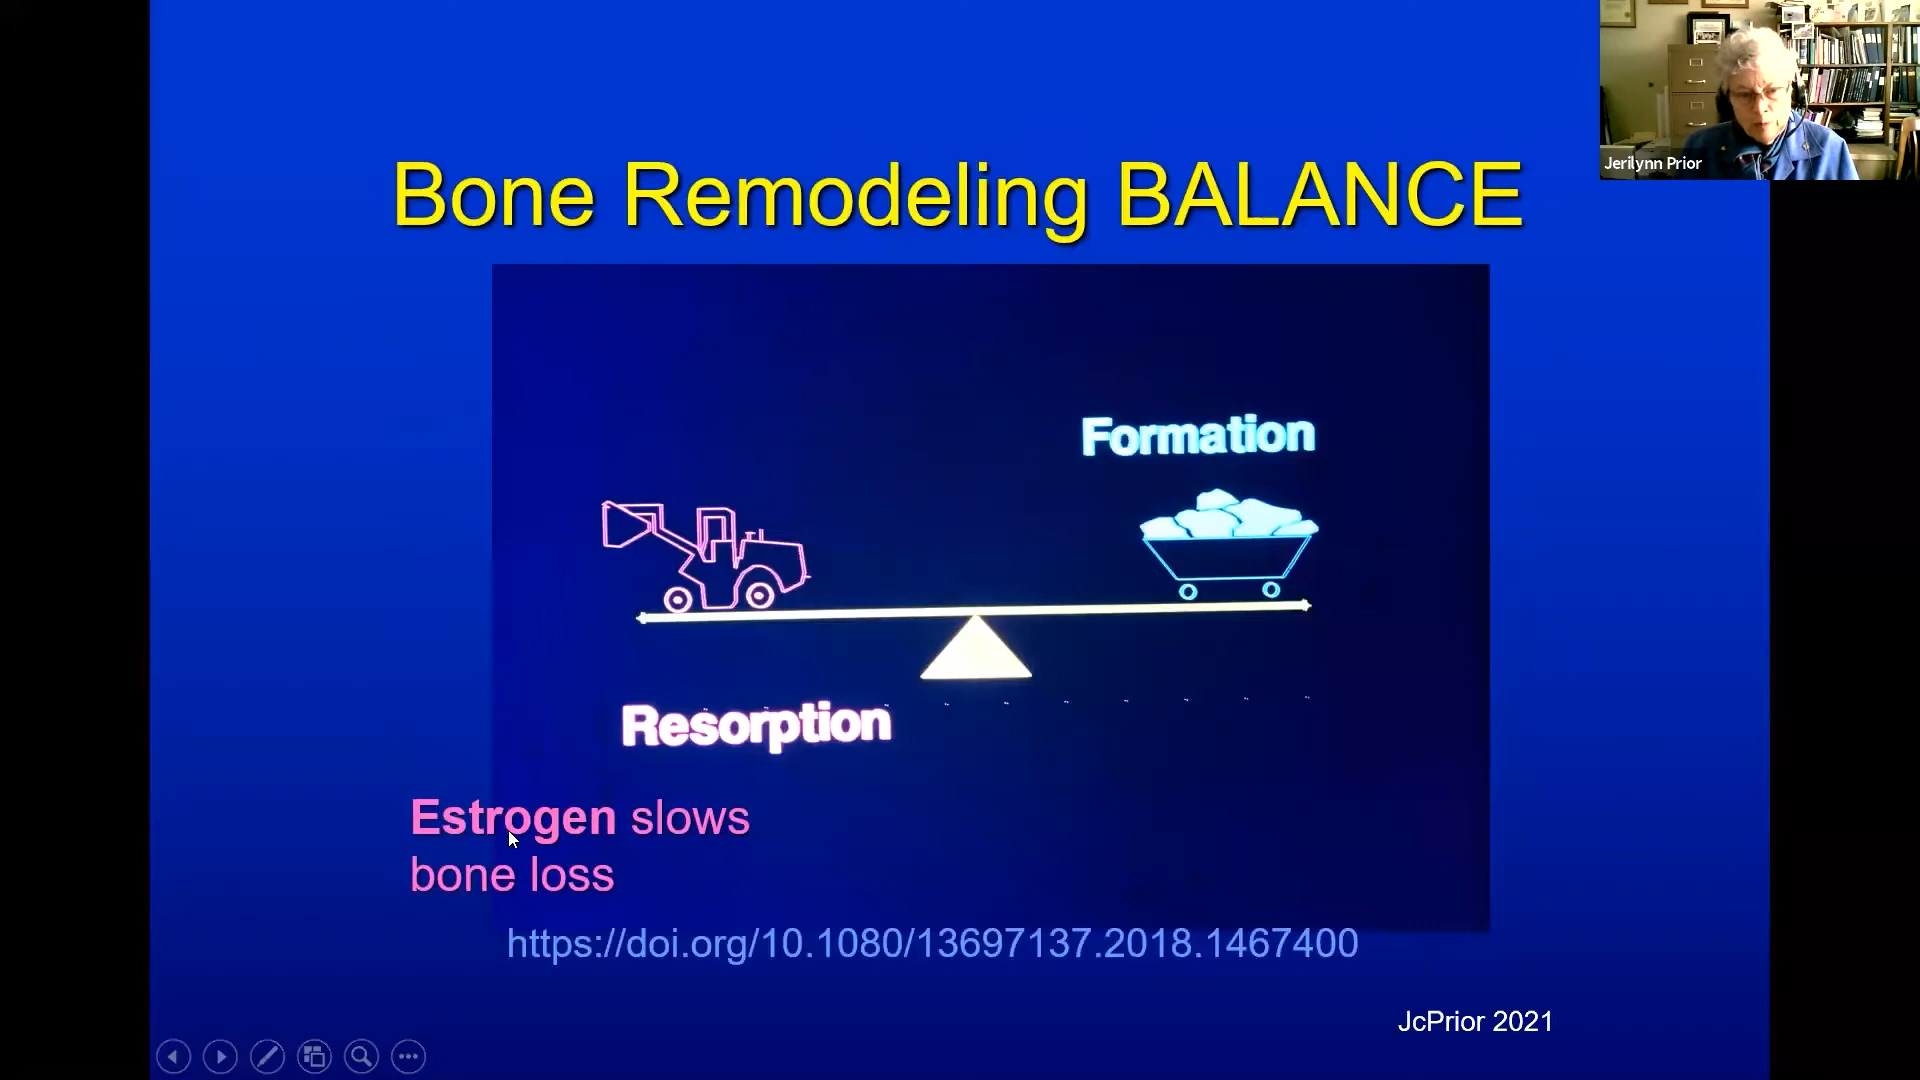 Jerilynn Prior
Bone Remodeling BALANCE
Formation
Resorption
Estrogen slows
bone loss
https://doi.org/10.1080/13697137.2018.1467400
JcPrior 2021